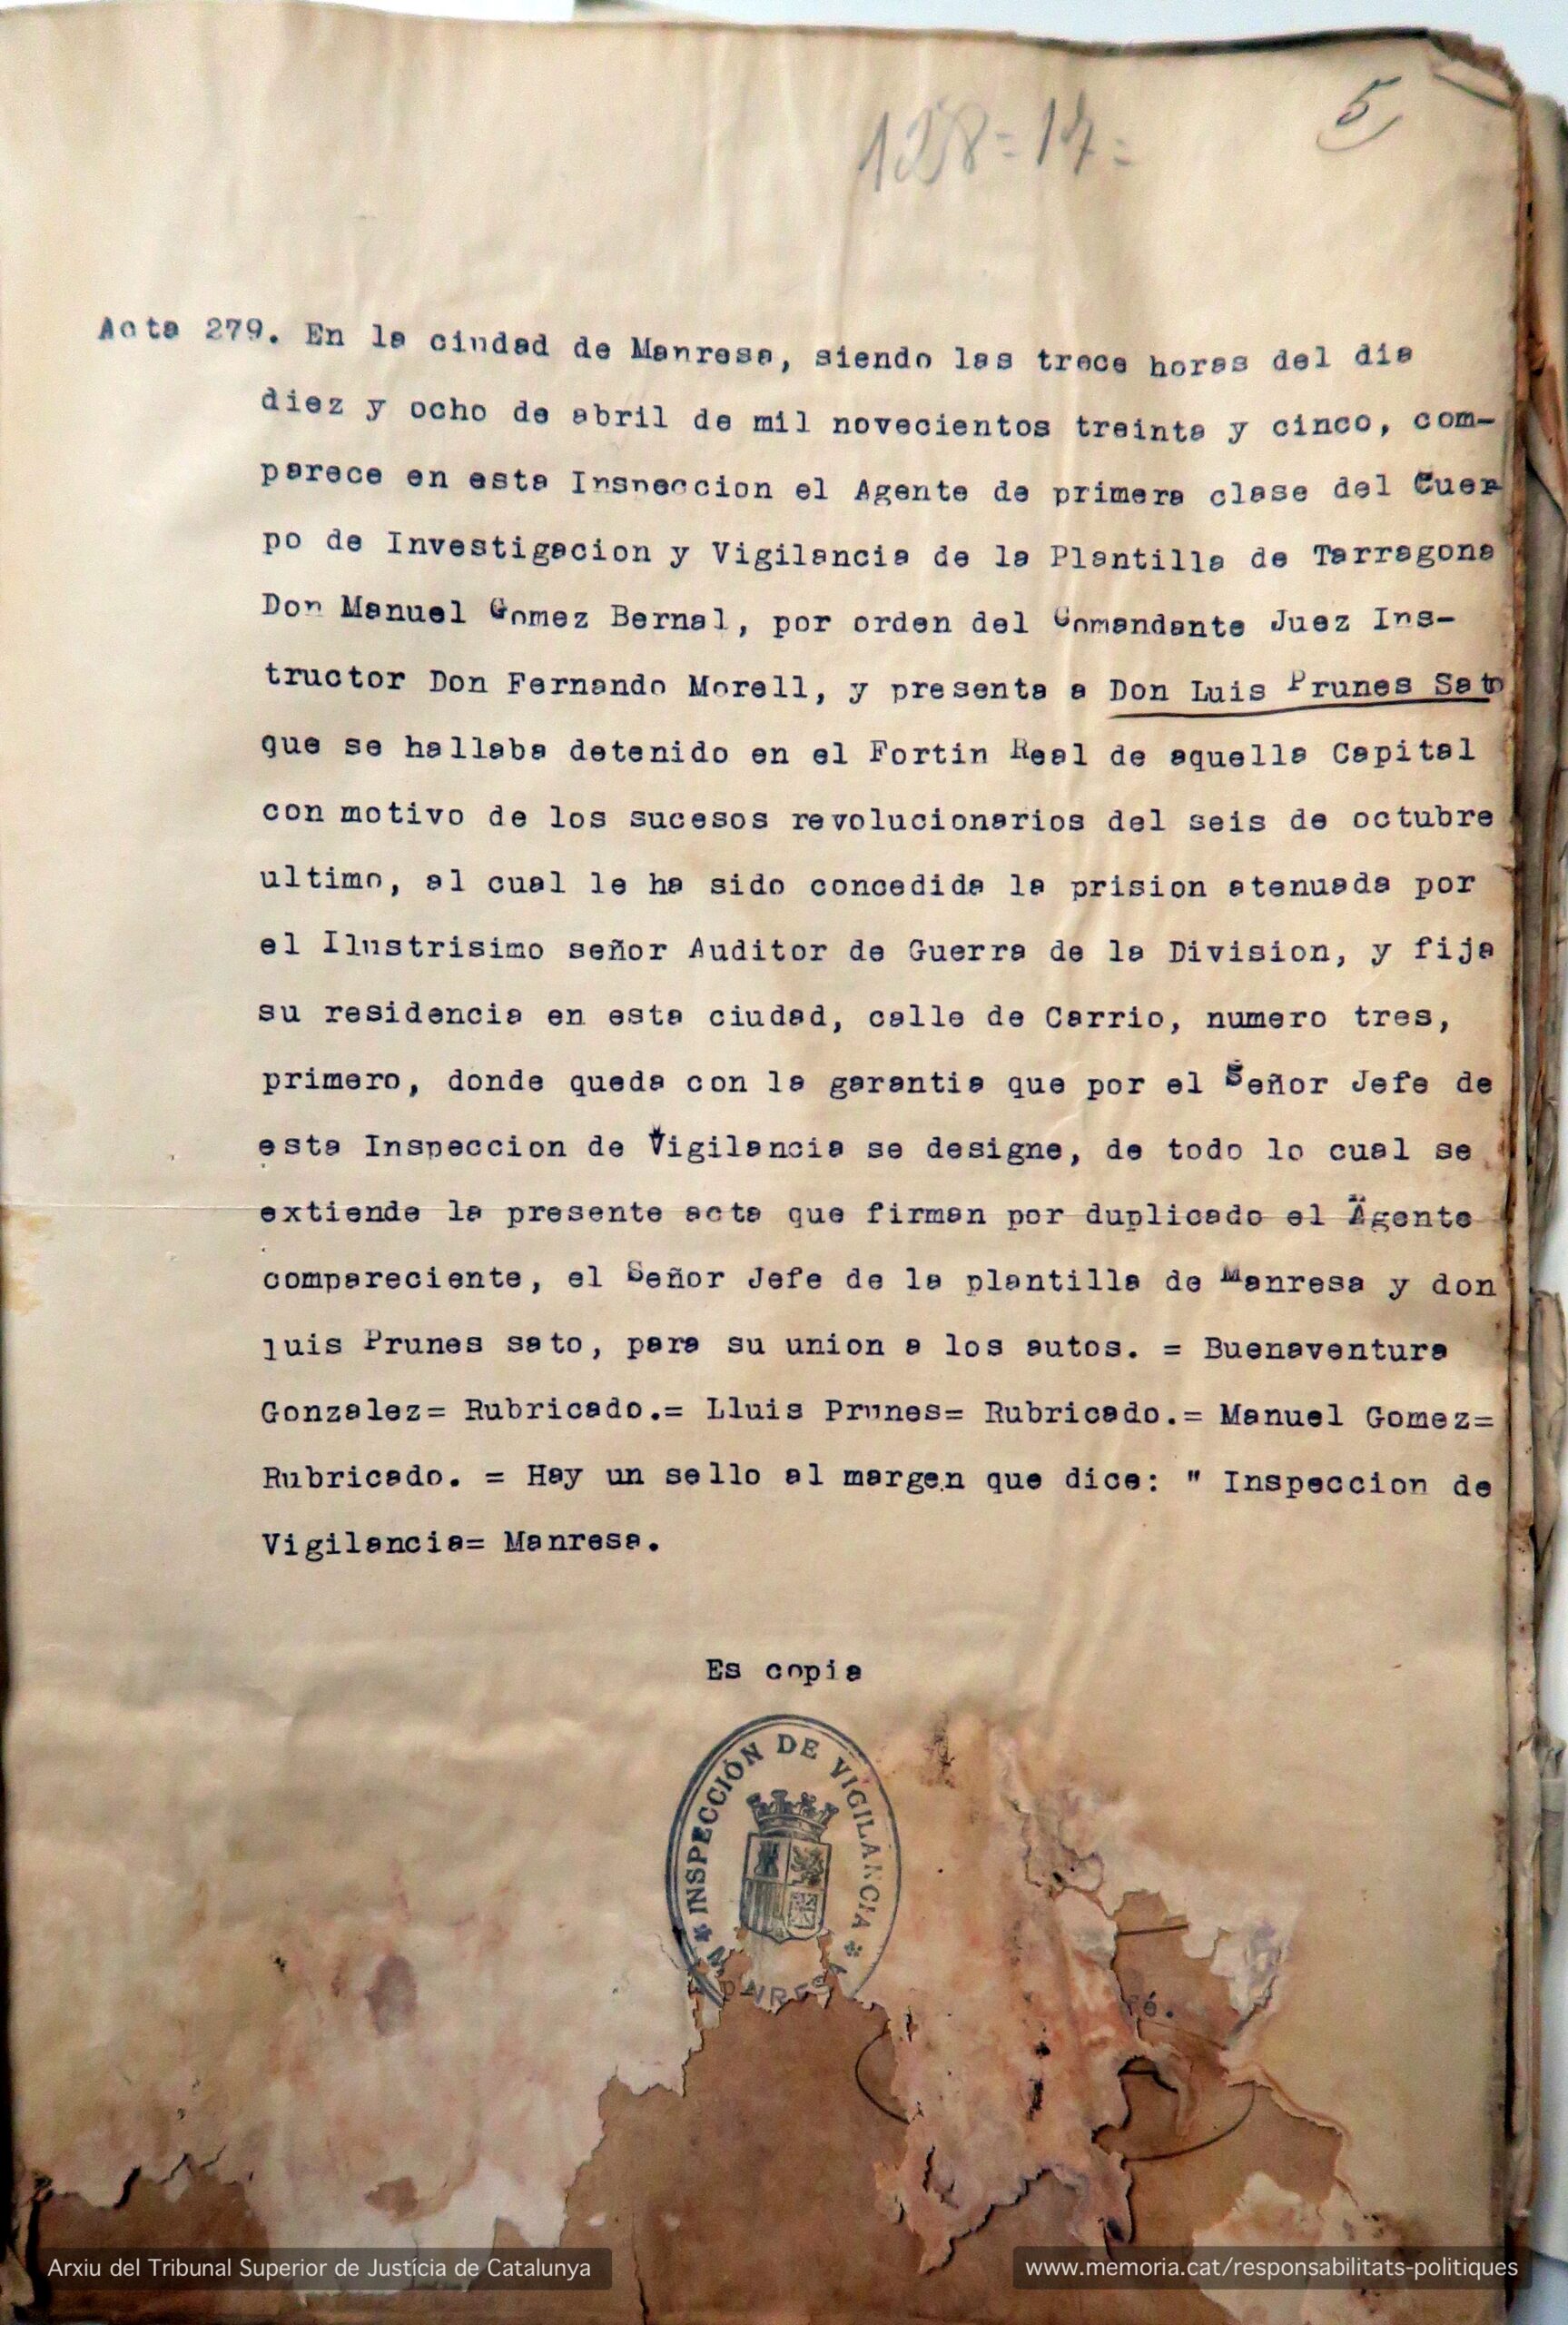 5
128=14=
Acta 279. En la ciudad de Manresa, siendo las trece horas del dia
diez y ocho de abril de mil novecientos treinta y cinco, com-
parece en esta Inspeccion el Agente de primera clase del Cuer
po de Investigacion y Vigilancia de la Plantilla de Tarragona
Don Manuel Gomez Bernal, por orden del Comandante Juez Ins-
tructor Don Fernando Morell, y presenta a Don Luis Prunes Sato
que se hallaba detenido en el Fortin Real de aquella Capital
con motivo de los sucesos revolucionarios del seis de octubre
ultimo, al cual le ha sido concedida la prision atenuada por
el Ilustrisimo señor Auditor de Guerra de la Division, y fija
su residencia en esta ciudad, calle de Carrio, numero tres,
primero, donde queda con la garantia que por el Señor Jefe de
esta Inspeccion de Vigilancia se designe, de todo lo cual se
extiende la presente acta que firman por duplicado el Agente
compareciente, el Señor Jefe de la plantilla de Manresa y don
luis Prunes sato, para su union a los autos. = Buenaventura
Gonzalez= Rubricado.= Lluis Prunes= Rubricado.= Manuel Gomez=
Rubricado. = Hay un sello al margen que dice: " Inspeccion de
Vigilancia= Manresa.
Es copia
INSPECCIÓN DE VIGILANCIA
MANRESA
Arxiu del Tribunal Superior de Justícia de Catalunya
www.memoria.cat/responsabilitats-politiques